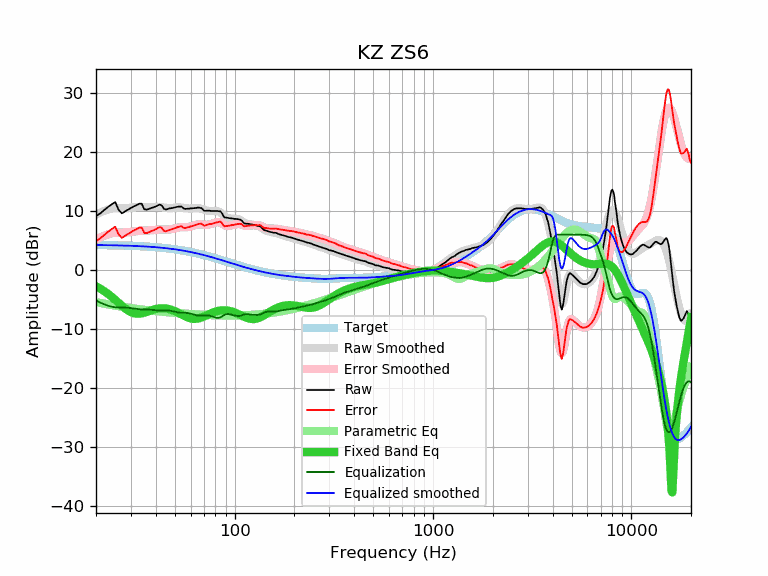 KZ ZS6
30
20
10
0
−10
−20
−30
−40
Amplitude (dBr)
Target
Raw Smoothed
Error Smoothed
Raw
Error
Parametric Eq
Fixed Band Eq
Equalization
Equalized smoothed
100
1000
10000
Frequency (Hz)